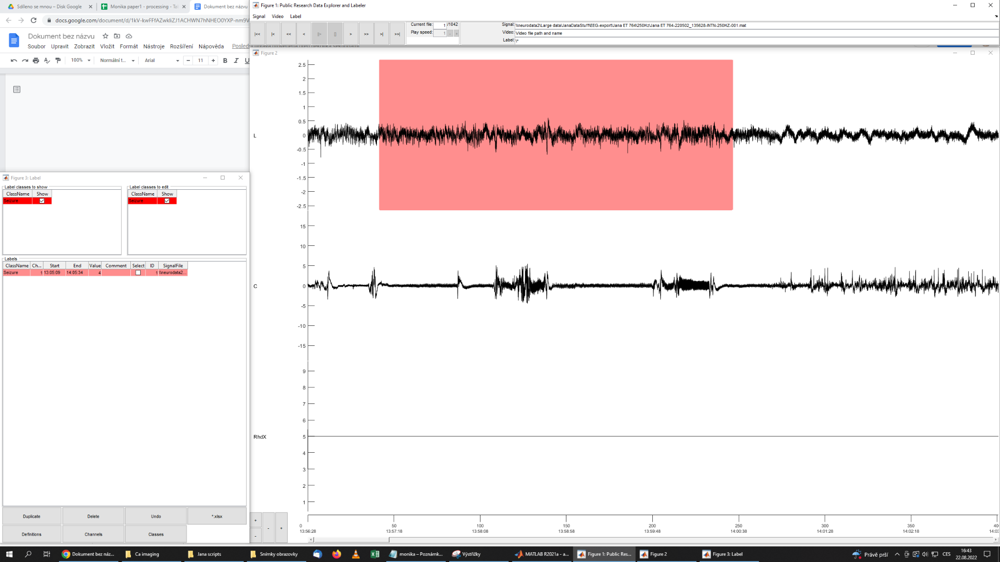 Sdíleno se mnou – Disk Google
Monika paper1 - processing - Tal
Dokument bez názvu
docs.google.com/document/d/1kV-kwFFfAZwkliZJ1ACHWN7hNHEO0YXP-nm9V
Dokument bez názvu
Soubor Upravit Zobrazit Vložit Formát Nástroje Rozšíření Nápověda
100% Normální t... Arial 11 B I U
Figure 1: Public Research Data Explorer and Labeler
Signal Video Label
|<< |< << < |> [] > >> >| >>|
Current file: 1 /1042
Play speed: 1 - +
Signal: \\neurodata2\Large data\JanaDataStuff\EEG-export\Jana ET 764\250Hz\Jana ET 764-220502_135628-INTN-250HZ-001.mat
Video: Video file path and name
Label: \*
Figure 2
2.5
2
1.5
1
0.5
L 0
-0.5
-1
-1.5
-2
-2.5
15
10
5
C 0
-5
-10
-15
9
8
7
6
RhdX 5
4
3
2
1
0 50 100 150 200 250 300 350 40
13:56:28 13:57:18 13:58:08 13:58:58 13:59:48 14:00:38 14:01:28 14:02:18 14:03
+ - - +
Figure 3: Label
Label classes to show
ClassName Show
Seizure
Label classes to edit
ClassName Show
Seizure
Labels
ClassName Ch... Start End Value Comment Select ID SignalFile
Seizure 1 13:05:09 14:05:34 4 1 \\neurodata2...
Duplicate Delete Undo *.xlsx
Definitions Channels Classes
Dokument bez náz...
Ca imaging
Jana scripts
Snímky obrazovky
monika – Poznámk...
Výstřižky
MATLAB R2021a - a...
Figure 1: Public Res...
Figure 2
Figure 3: Label
Právě prší
CES
16:43
22.08.2022